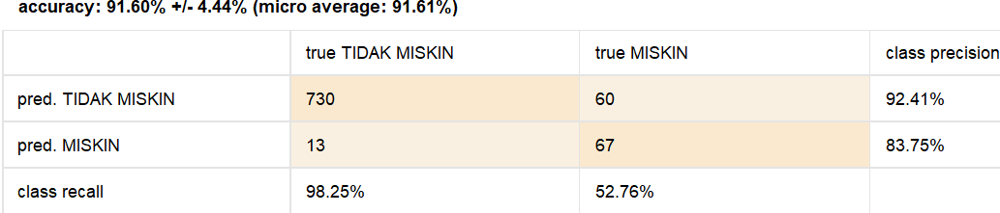 accuracy: 91.60% +/- 4.44% (micro average: 91.61%)
true TIDAK MISKIN true MISKIN class precision
pred. TIDAK MISKIN 730 60 92.41%
pred. MISKIN 13 67 83.75%
class recall 98.25% 52.76%